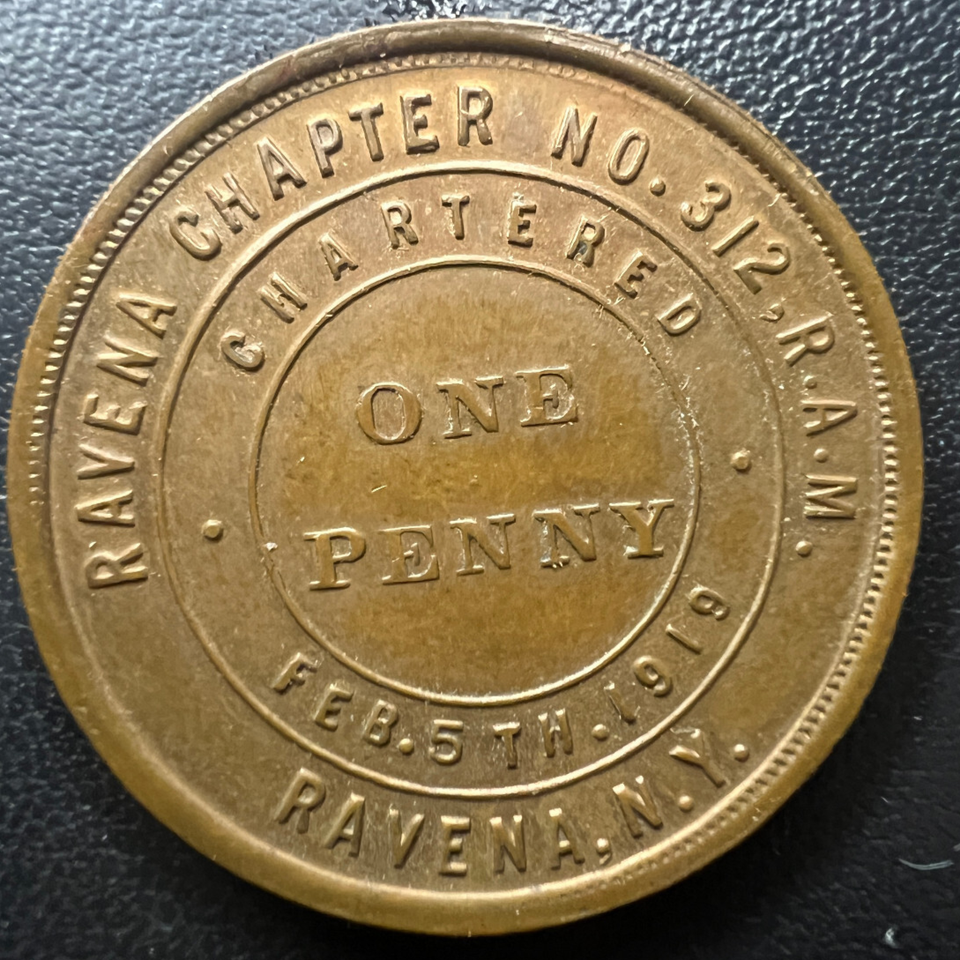 RAVENA CHAPTER NO. 312, R.A.M.
CHARTERED
ONE
PENNY
FEB. 5TH. 1919
RAVENA, N.Y.